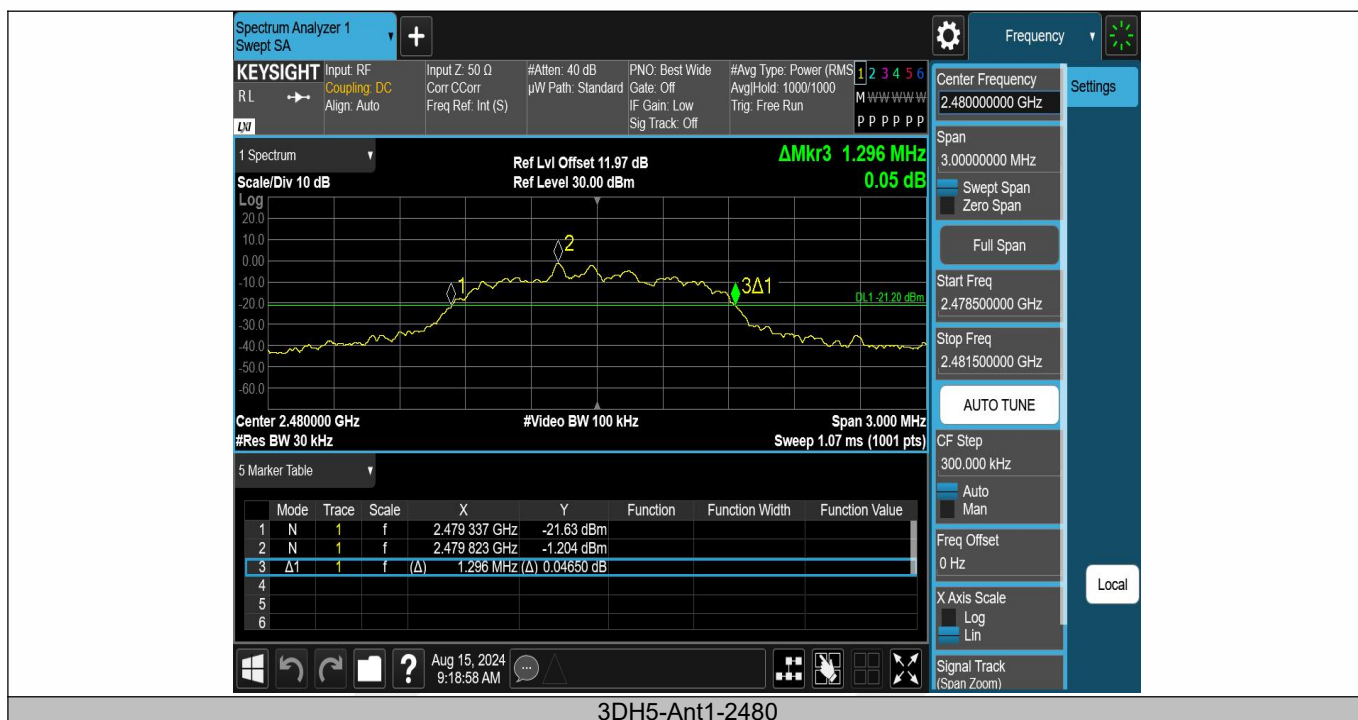 Spectrum Analyzer 1
Swept SA
Frequency
KEYSIGHT
RL
LXI
Input: RF
Coupling: DC
Align: Auto
Input Z: 50 Ω
Corr CCorr
Freq Ref: Int (S)
#Atten: 40 dB
µW Path: Standard
PNO: Best Wide
Gate: Off
IF Gain: Low
Sig Track: Off
#Avg Type: Power (RMS
Avg|Hold: 1000/1000
Trig: Free Run
1 2 3 4 5 6
M W W W W W
P P P P P P
1 Spectrum
Scale/Div 10 dB
Ref Lvl Offset 11.97 dB
Ref Level 30.00 dBm
ΔMkr3 1.296 MHz
0.05 dB
Log
20.0
10.0
0.00
-10.0
-20.0
-30.0
-40.0
-50.0
-60.0
1
2
3Δ1
DL1 -21.20 dBm
Center 2.480000 GHz
#Video BW 100 kHz
Span 3.000 MHz
#Res BW 30 kHz
Sweep 1.07 ms (1001 pts)
5 Marker Table
Mode Trace Scale X Y Function Function Width Function Value
1 N 1 f 2.479 337 GHz -21.63 dBm
2 N 1 f 2.479 823 GHz -1.204 dBm
3 Δ1 1 f (Δ) 1.296 MHz (Δ) 0.04650 dB
4
5
6
Aug 15, 2024
9:18:58 AM
Center Frequency
2.480000000 GHz
Settings
Span
3.00000000 MHz
Swept Span
Zero Span
Full Span
Start Freq
2.478500000 GHz
Stop Freq
2.481500000 GHz
AUTO TUNE
CF Step
300.000 kHz
Auto
Man
Freq Offset
0 Hz
X Axis Scale
Log
Lin
Local
Signal Track
(Span Zoom)
3DH5-Ant1-2480